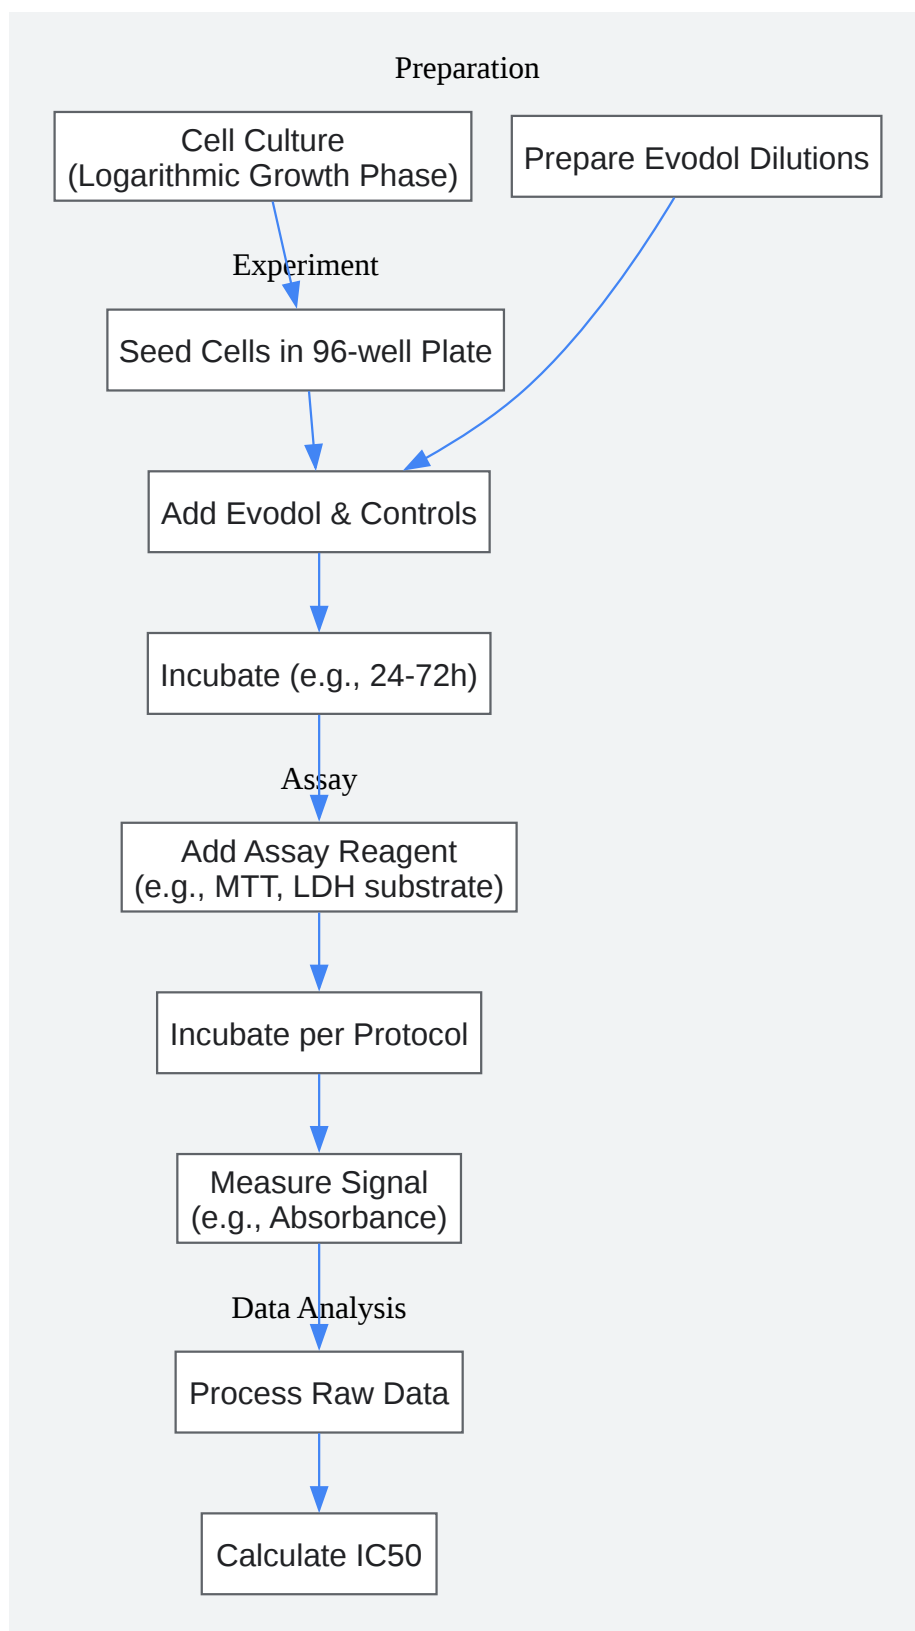 Preparation
Cell Culture
(Logarithmic Growth Phase)
Prepare Evodol Dilutions
Experiment
Seed Cells in 96-well Plate
Add Evodol & Controls
Incubate (e.g., 24-72h)
Assay
Add Assay Reagent
(e.g., MTT, LDH substrate)
Incubate per Protocol
Measure Signal
(e.g., Absorbance)
Data Analysis
Process Raw Data
Calculate IC50